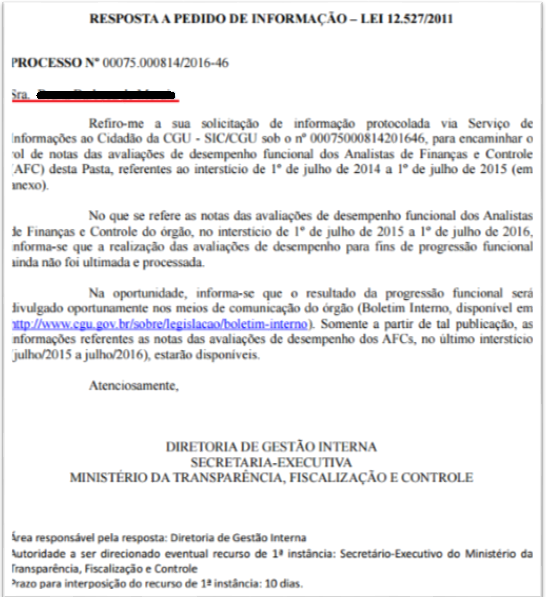 RESPOSTA A PEDIDO DE INFORMAÇÃO – LEI 12.527/2011
PROCESSO Nº 00075.000814/2016-46
Sra.
Refiro-me a sua solicitação de informação protocolada via Serviço de
Informações ao Cidadão da CGU - SIC/CGU sob o nº 00075000814201646, para encaminhar o
rol de notas das avaliações de desempenho funcional dos Analistas de Finanças e Controle
(AFC) desta Pasta, referentes ao interstício de 1º de julho de 2014 a 1º de julho de 2015 (em
anexo).
No que se refere as notas das avaliações de desempenho funcional dos Analistas
de Finanças e Controle do órgão, no interstício de 1º de julho de 2015 a 1º de julho de 2016,
informa-se que a realização das avaliações de desempenho para fins de progressão funcional
ainda não foi ultimada e processada.
Na oportunidade, informa-se que o resultado da progressão funcional será
divulgado oportunamente nos meios de comunicação do órgão (Boletim Interno, disponível em
http://www.cgu.gov.br/sobre/legislacao/boletim-interno). Somente a partir de tal publicação, as
informações referentes as notas das avaliações de desempenho dos AFCs, no último interstício
(julho/2015 a julho/2016), estarão disponíveis.
Atenciosamente,
DIRETORIA DE GESTÃO INTERNA
SECRETARIA-EXECUTIVA
MINISTÉRIO DA TRANSPARÊNCIA, FISCALIZAÇÃO E CONTROLE
Área responsável pela resposta: Diretoria de Gestão Interna
Autoridade a ser direcionado eventual recurso de 1ª instância: Secretário-Executivo do Ministério da
Transparência, Fiscalização e Controle
Prazo para interposição do recurso de 1ª instância: 10 dias.